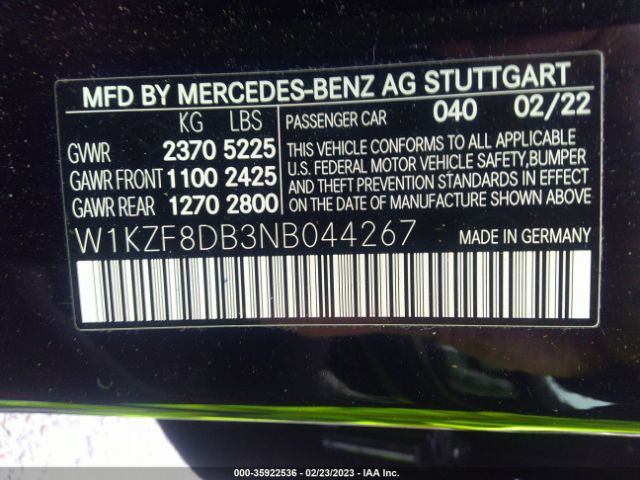 MFD BY MERCEDES-BENZ AG STUTTGART
KG LBS
GVWR 2370 5225
GAWR FRONT 1100 2425
GAWR REAR 1270 2800
PASSENGER CAR 040 02/22
THIS VEHICLE CONFORMS TO ALL APPLICABLE
U.S. FEDERAL MOTOR VEHICLE SAFETY,BUMPER
AND THEFT PREVENTION STANDARDS IN EFFECT
ON THE DATE OF MANUFACTURE SHOWN ABOVE
W1KZF8DB3NB044267 MADE IN GERMANY
000-35922536 - 02/23/2023 - IAAI.CA